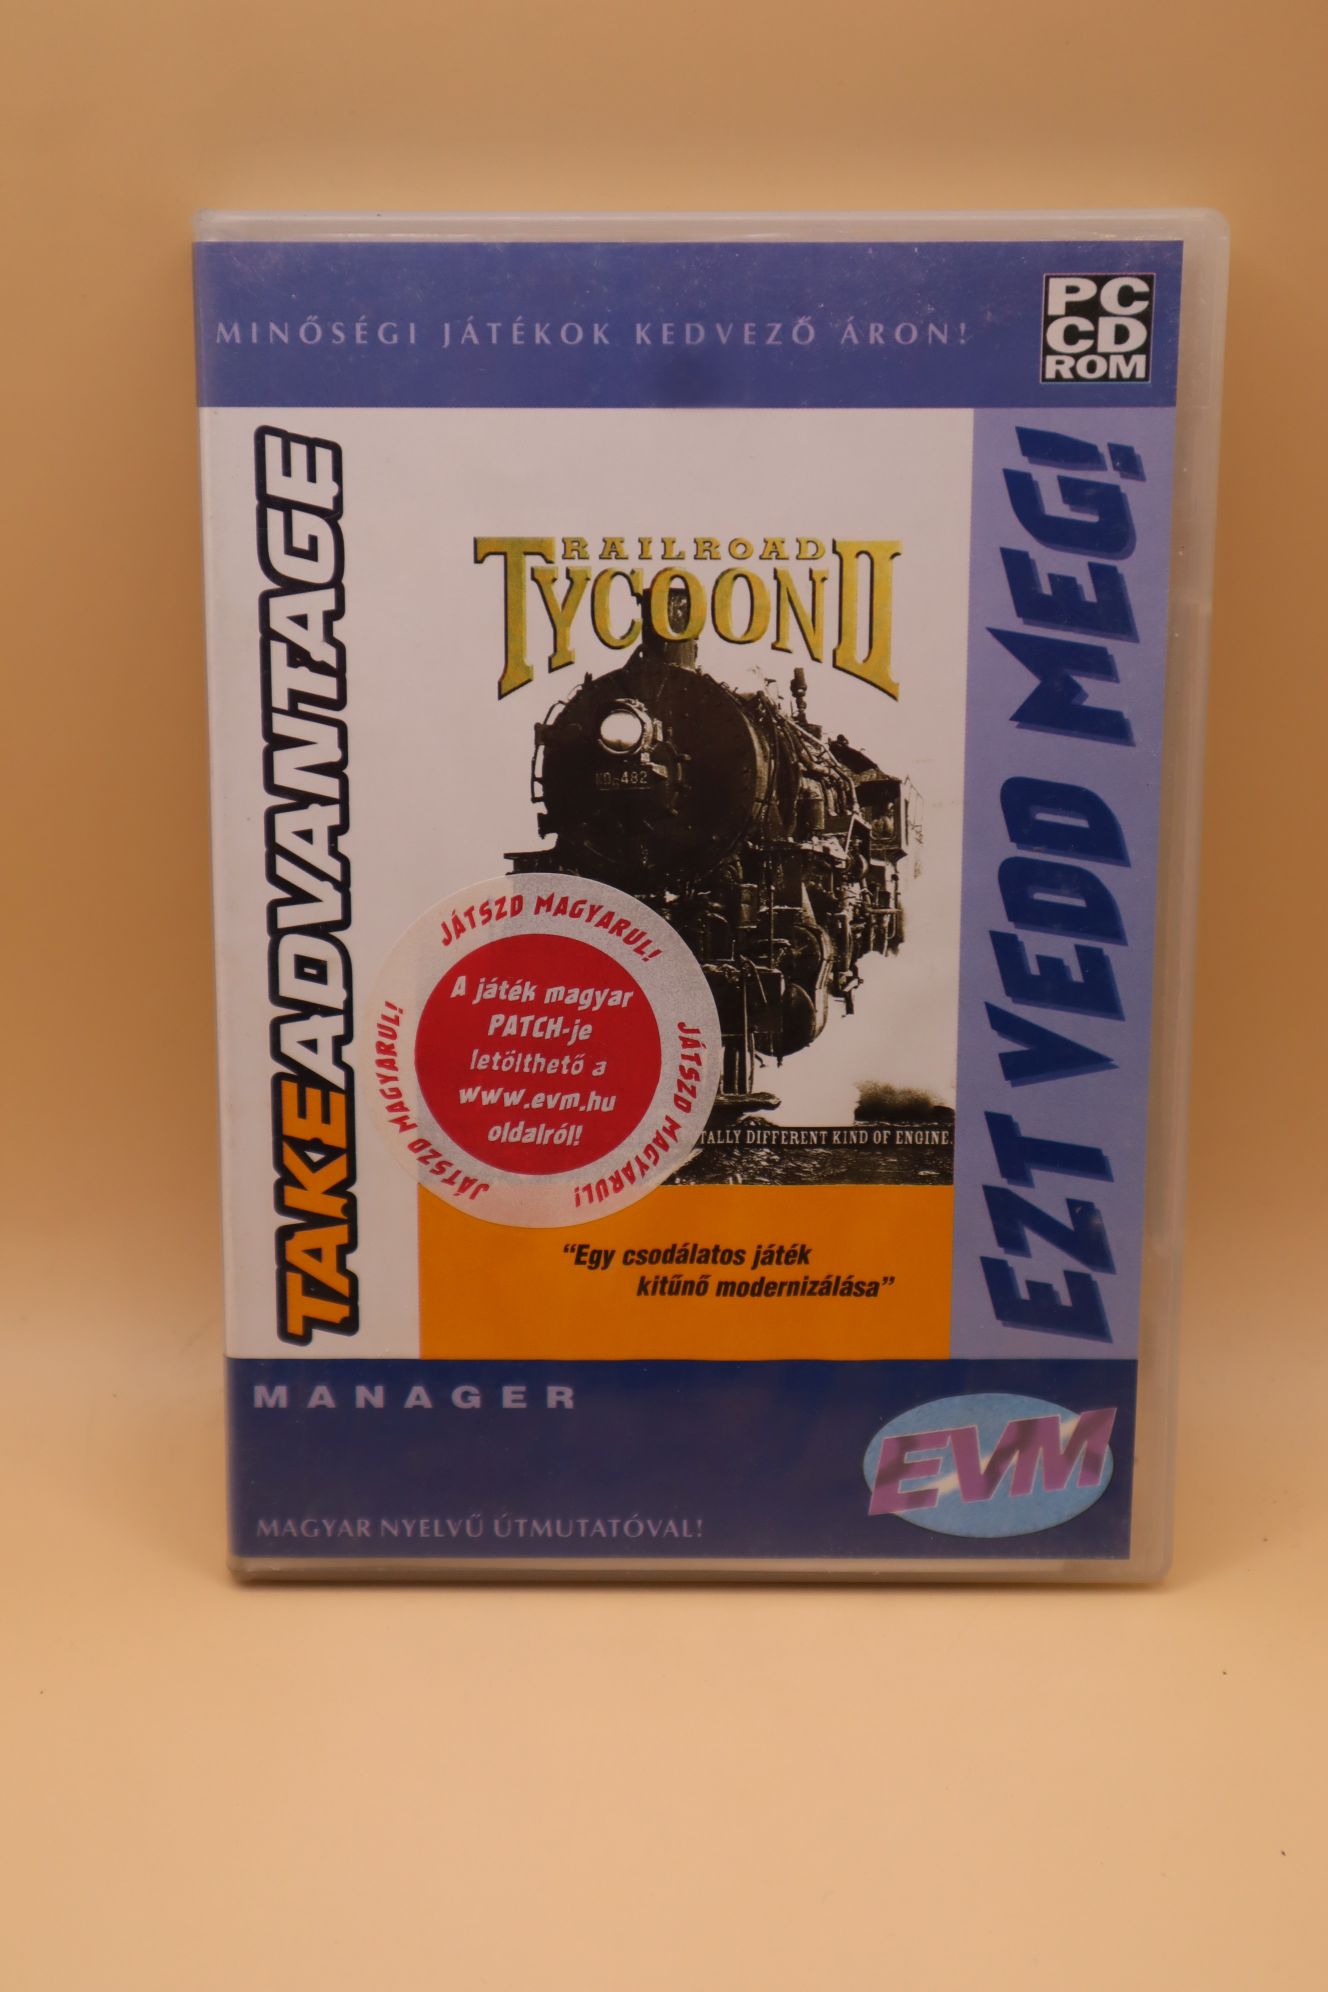 MINŐSÉGI JÁTÉKOK KEDVEZŐ ÁRON!
PC
CD
ROM
TAKEADVANTAGE
EZT VEDD MEG!
RAILROAD
TYCOON II
NO 482
JÁTSZD MAGYARUL!
JÁTSZD MAGYARUL!
JÁTSZD MAGYARUL!
A játék magyar
PATCH-je
letölthető a
www.evm.hu
oldalról!
TALLY DIFFERENT KIND OF ENGINE.
"Egy csodálatos játék
kitűnő modernizálása"
MANAGER
EVM
MAGYAR NYELVŰ ÚTMUTATÓVAL!